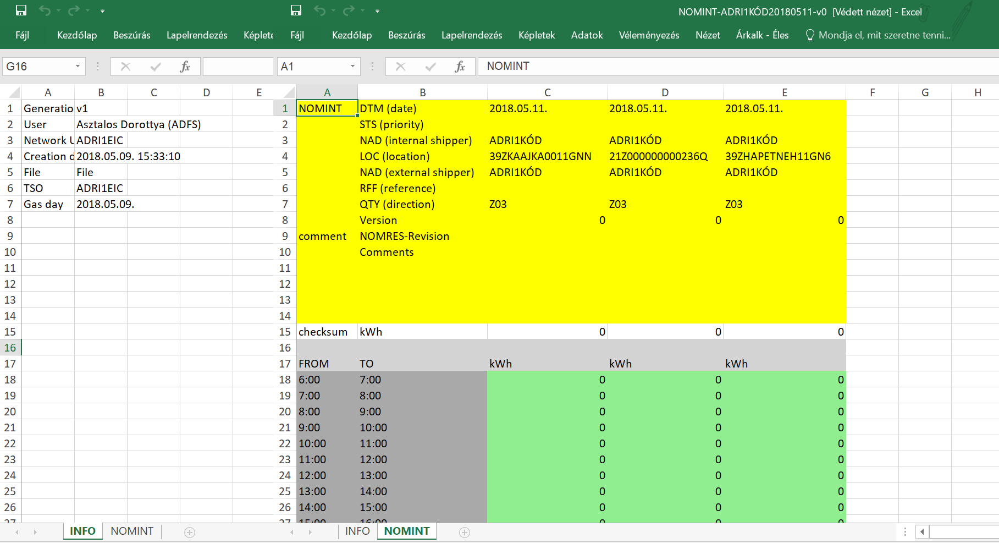 NOMINT-ADRI1KÓD20180511-v0 [Védett nézet] - Excel
Fájl Kezdőlap Beszúrás Lapelrendezés Képlete Fájl Kezdőlap Beszúrás Lapelrendezés Képletek Adatok Véleményezés Nézet Árkalk - Éles Mondja el, mit szeretne tenni...
G16 fx A1 fx NOMINT
A B C D E A B C D E F G H
1 Generatio v1 1 NOMINT DTM (date) 2018.05.11. 2018.05.11. 2018.05.11.
2 User Asztalos Dorottya (ADFS) 2 STS (priority)
3 Network U ADRI1EIC 3 NAD (internal shipper) ADRI1KÓD ADRI1KÓD ADRI1KÓD
4 Creation d 2018.05.09. 15:33:10 4 LOC (location) 39ZKAAJKA0011GNN 21Z000000000236Q 39ZHAPETNEH11GN6
5 File File 5 NAD (external shipper) ADRI1KÓD ADRI1KÓD ADRI1KÓD
6 TSO ADRI1EIC 6 RFF (reference)
7 Gas day 2018.05.09. 7 QTY (direction) Z03 Z03 Z03
8 8 Version 0 0 0
9 9 comment NOMRES-Revision
10 10 Comments
11 11
12 12
13 13
14 14
15 15 checksum kWh 0 0 0
16 16
17 17 FROM TO kWh kWh kWh
18 18 6:00 7:00 0 0 0
19 19 7:00 8:00 0 0 0
20 20 8:00 9:00 0 0 0
21 21 9:00 10:00 0 0 0
22 22 10:00 11:00 0 0 0
23 23 11:00 12:00 0 0 0
24 24 12:00 13:00 0 0 0
25 25 13:00 14:00 0 0 0
26 26 14:00 15:00 0 0 0
27 27 15:00 16:00 0 0 0
INFO NOMINT INFO NOMINT